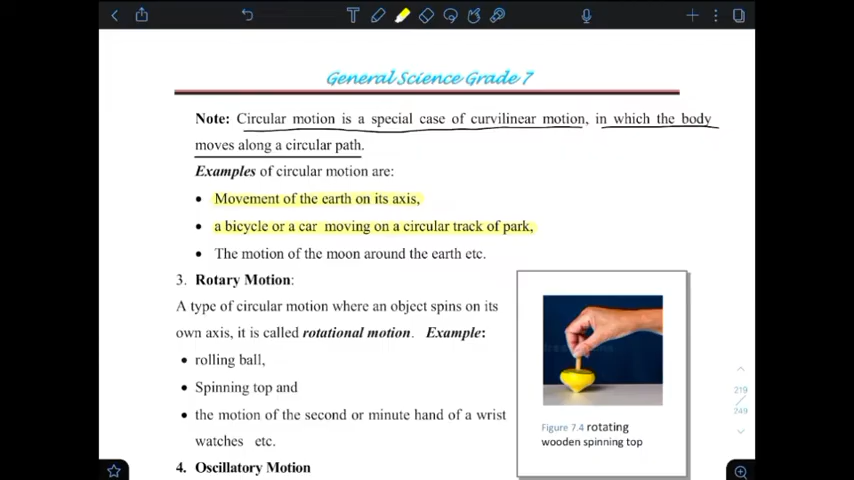 General Science Grade 7
Note: Circular motion is a special case of curvilinear motion, in which the body
moves along a circular path.
Examples of circular motion are:
• Movement of the earth on its axis,
• a bicycle or a car moving on a circular track of park,
• The motion of the moon around the earth etc.
3. Rotary Motion:
A type of circular motion where an object spins on its
own axis, it is called rotational motion. Example:
• rolling ball,
• Spinning top and
• the motion of the second or minute hand of a wrist
watches etc.
4. Oscillatory Motion
Figure 7.4 rotating
wooden spinning top
219
249